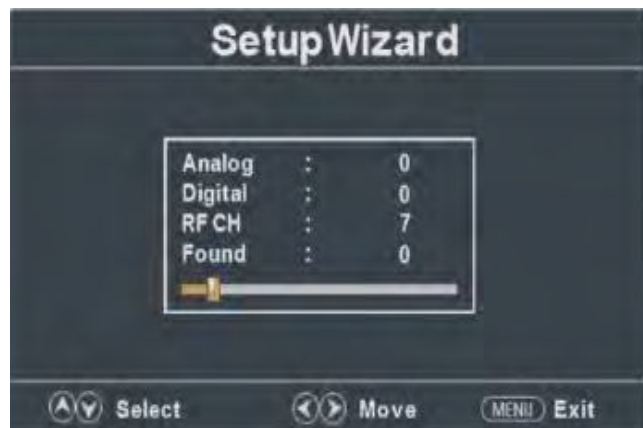 Setup Wizard
Analog : 0
Digital : 0
RF CH : 7
Found : 0
Select Move MENU Exit